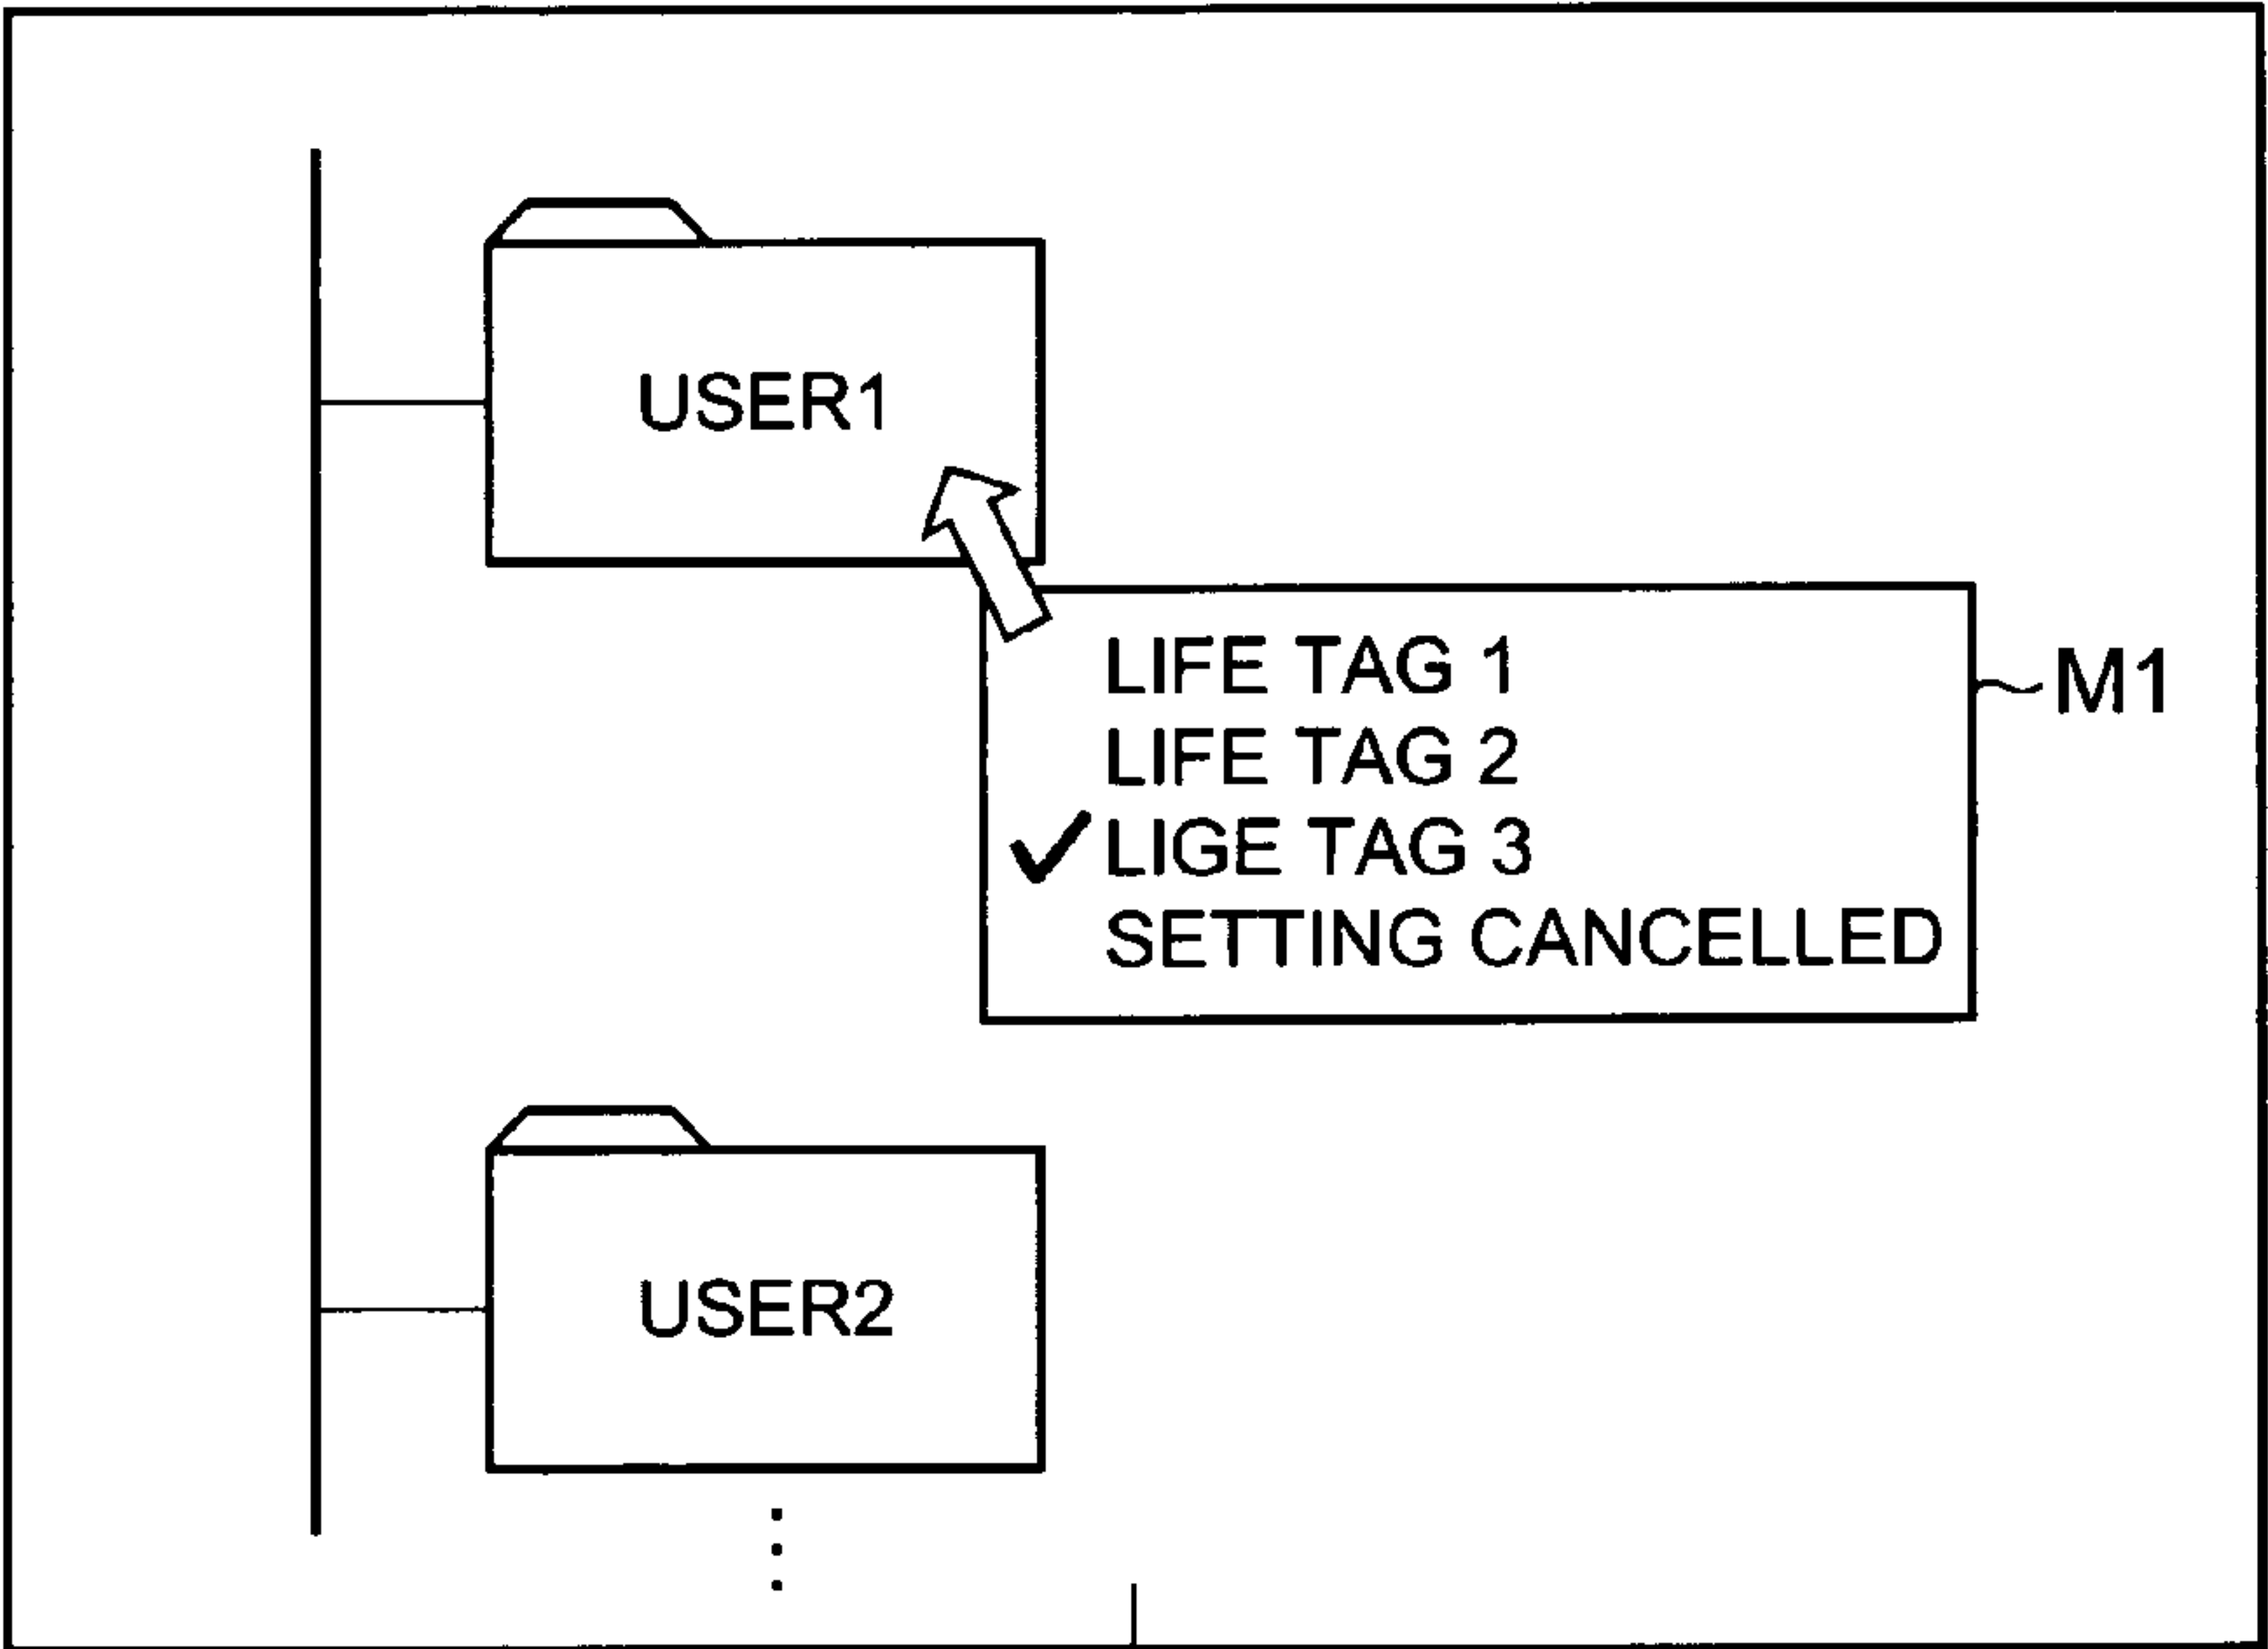 USER1
LIFE TAG 1
LIFE TAG 2
LIGE TAG 3
SETTING CANCELLED
M1
USER2